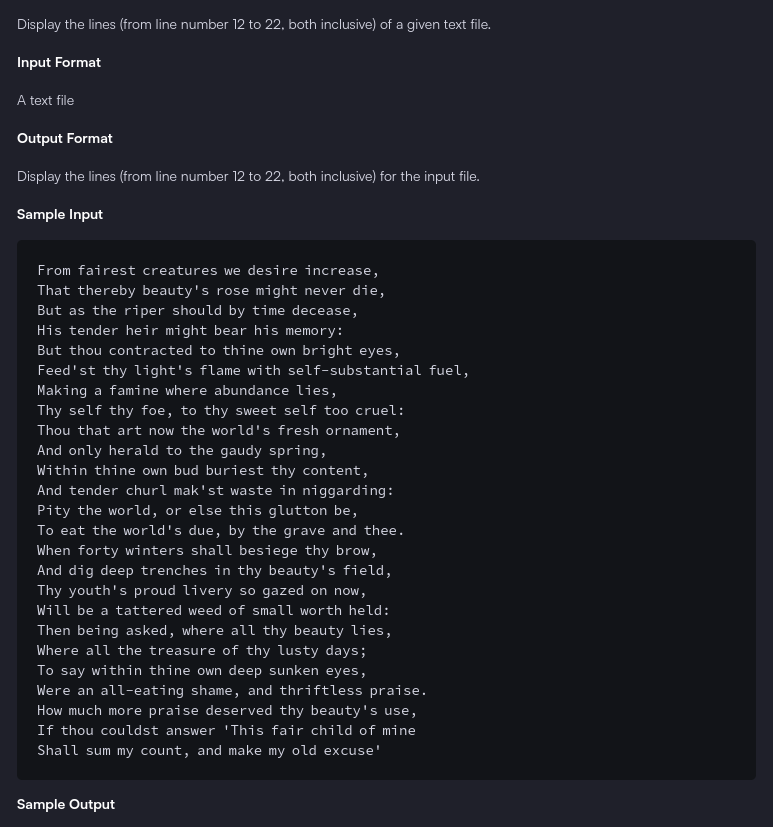 Display the lines (from line number 12 to 22, both inclusive) of a given text file.
Input Format
A text file
Output Format
Display the lines (from line number 12 to 22, both inclusive) for the input file.
Sample Input
From fairest creatures we desire increase,
That thereby beauty's rose might never die,
But as the riper should by time decease,
His tender heir might bear his memory:
But thou contracted to thine own bright eyes,
Feed'st thy light's flame with self-substantial fuel,
Making a famine where abundance lies,
Thy self thy foe, to thy sweet self too cruel:
Thou that art now the world's fresh ornament,
And only herald to the gaudy spring,
Within thine own bud buriest thy content,
And tender churl mak'st waste in niggarding:
Pity the world, or else this glutton be,
To eat the world's due, by the grave and thee.
When forty winters shall besiege thy brow,
And dig deep trenches in thy beauty's field,
Thy youth's proud livery so gazed on now,
Will be a tattered weed of small worth held:
Then being asked, where all thy beauty lies,
Where all the treasure of thy lusty days;
To say within thine own deep sunken eyes,
Were an all-eating shame, and thriftless praise.
How much more praise deserved thy beauty's use,
If thou couldst answer 'This fair child of mine
Shall sum my count, and make my old excuse'
Sample Output